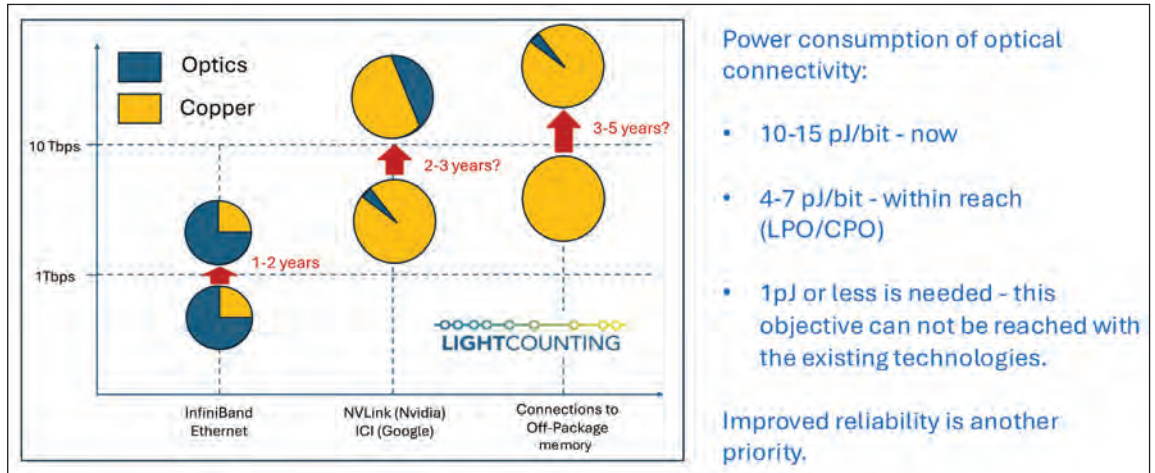 Optics
Copper
10 Tbps
1Tbps
1-2 years
2-3 years?
3-5 years?
LIGHTCOUNTING
InfiniBand
Ethernet
NVLink (Nvidia)
ICI (Google)
Connections to
Off-Package
memory
Power consumption of optical
connectivity:
• 10-15 pJ/bit - now
• 4-7 pJ/bit - within reach
(LPO/CPO)
• 1pJ or less is needed - this
objective can not be reached with
the existing technologies.
Improved reliability is another
priority.